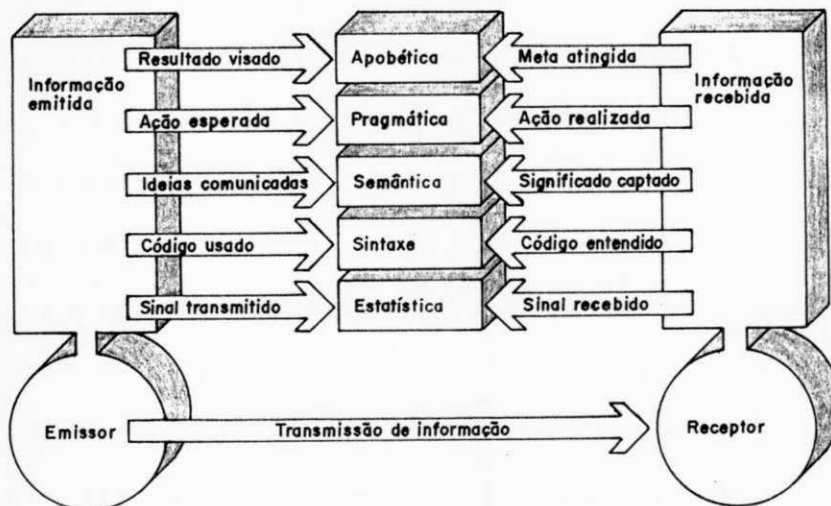 Informação
emitida
Resultado visado
Apobética
Meta atingida
Informação
recebida
Ação esperada
Pragmática
Ação realizada
Ideias comunicadas
Semântica
Significado captado
Código usado
Sintaxe
Código entendido
Sinal transmitido
Estatística
Sinal recebido
Emissor
Transmissão de informação
Receptor